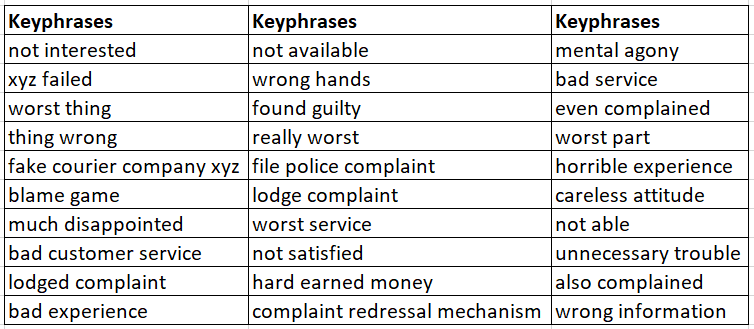 Keyphrases Keyphrases Keyphrases
not interested not available mental agony
xyz failed wrong hands bad service
worst thing found guilty even complained
thing wrong really worst worst part
fake courier company xyz file police complaint horrible experience
blame game lodge complaint careless attitude
much disappointed worst service not able
bad customer service not satisfied unnecessary trouble
lodged complaint hard earned money also complained
bad experience complaint redressal mechanism wrong information